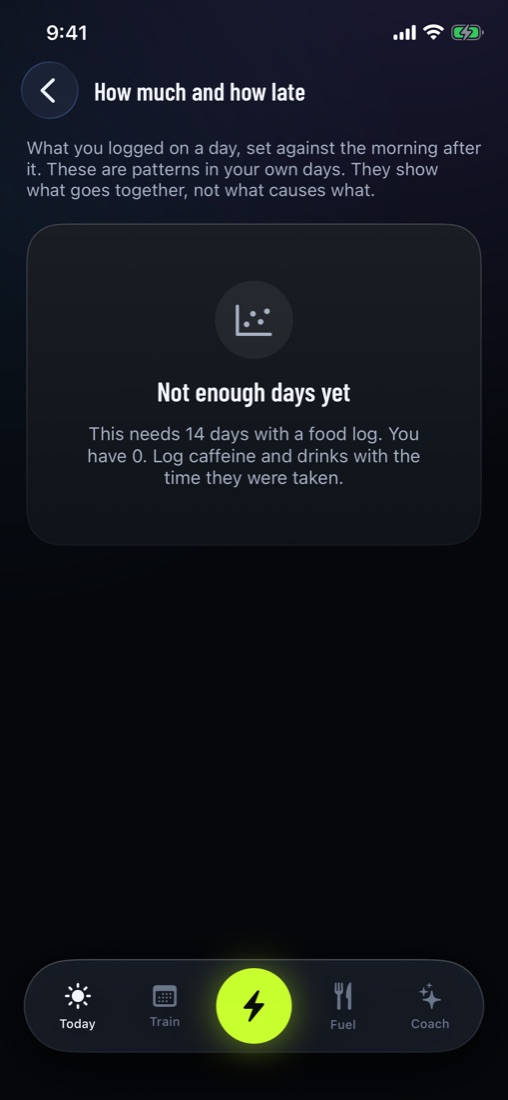 9:41
How much and how late
What you logged on a day, set against the morning after
it. These are patterns in your own days. They show
what goes together, not what causes what.
Not enough days yet
This needs 14 days with a food log. You
have 0. Log caffeine and drinks with the
time they were taken.
Today
Train
Fuel
Coach